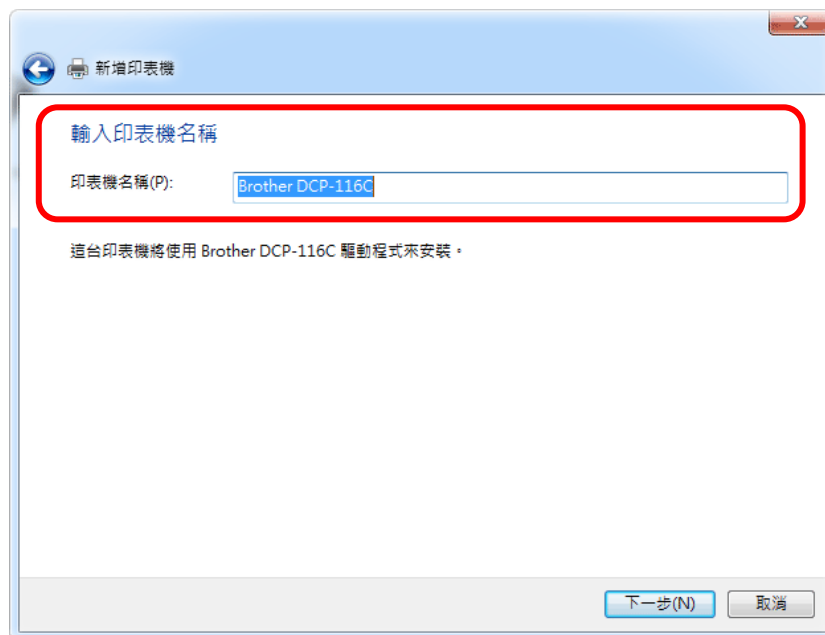 新增印表機
輸入印表機名稱
印表機名稱(P):
Brother DCP-116C
這台印表機將使用 Brother DCP-116C 驅動程式來安裝。
下一步(N)
取消